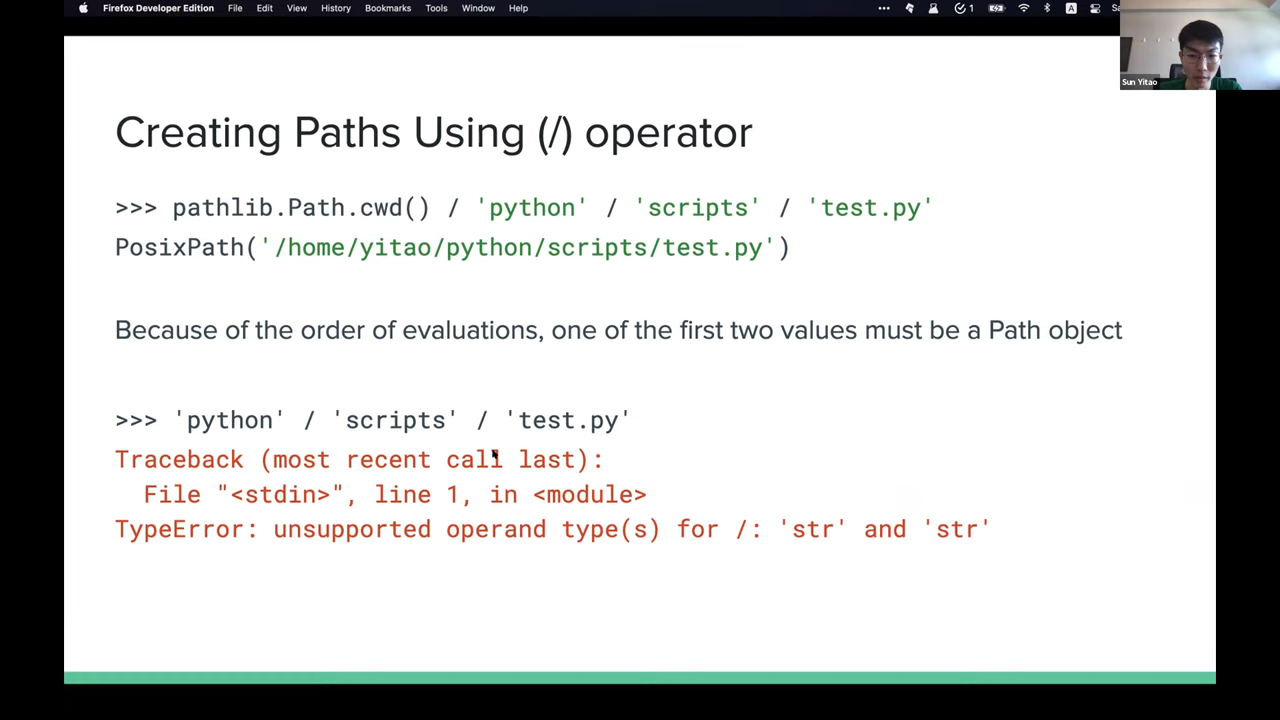 Firefox Developer Edition File Edit View History Bookmarks Tools Window Help
1 A Sa
Sun Yitao
Creating Paths Using (/) operator
>>> pathlib.Path.cwd() / 'python' / 'scripts' / 'test.py'
PosixPath('/home/yitao/python/scripts/test.py')
Because of the order of evaluations, one of the first two values must be a Path object
>>> 'python' / 'scripts' / 'test.py'
Traceback (most recent call last):
File "<stdin>", line 1, in <module>
TypeError: unsupported operand type(s) for /: 'str' and 'str'